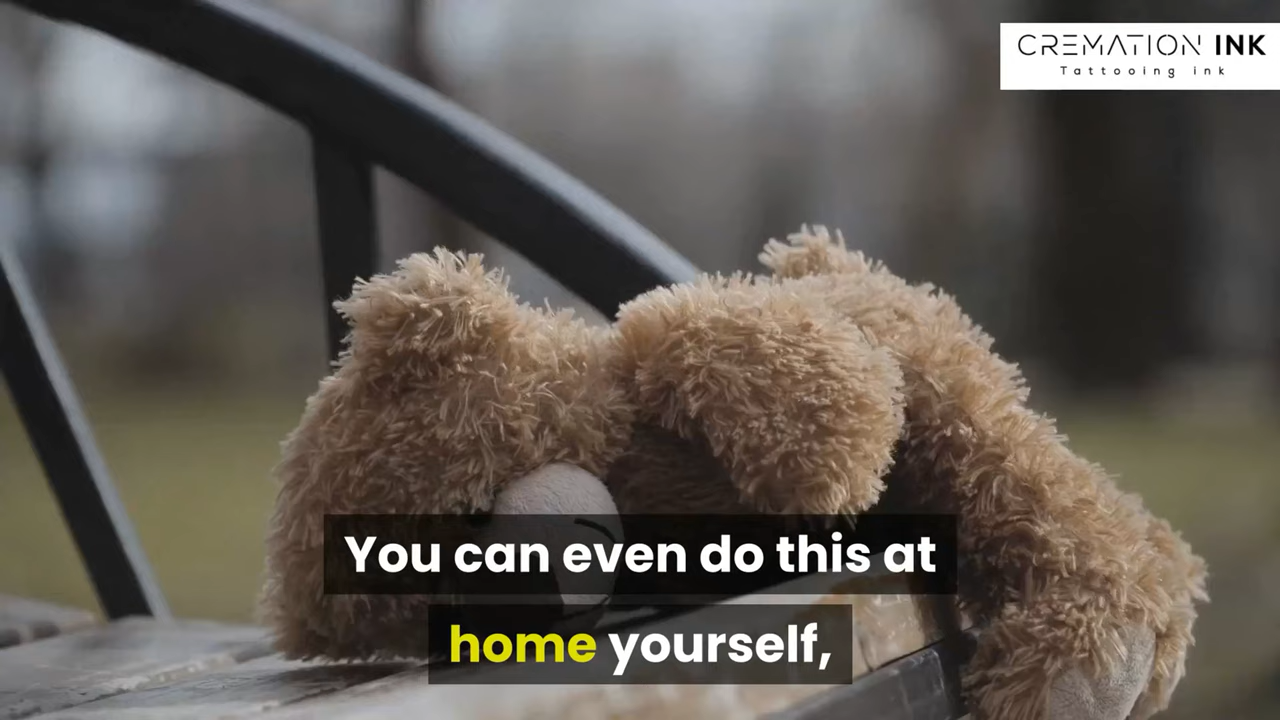 CREMATION INK
Tattooing ink
You can even do this at
home yourself,